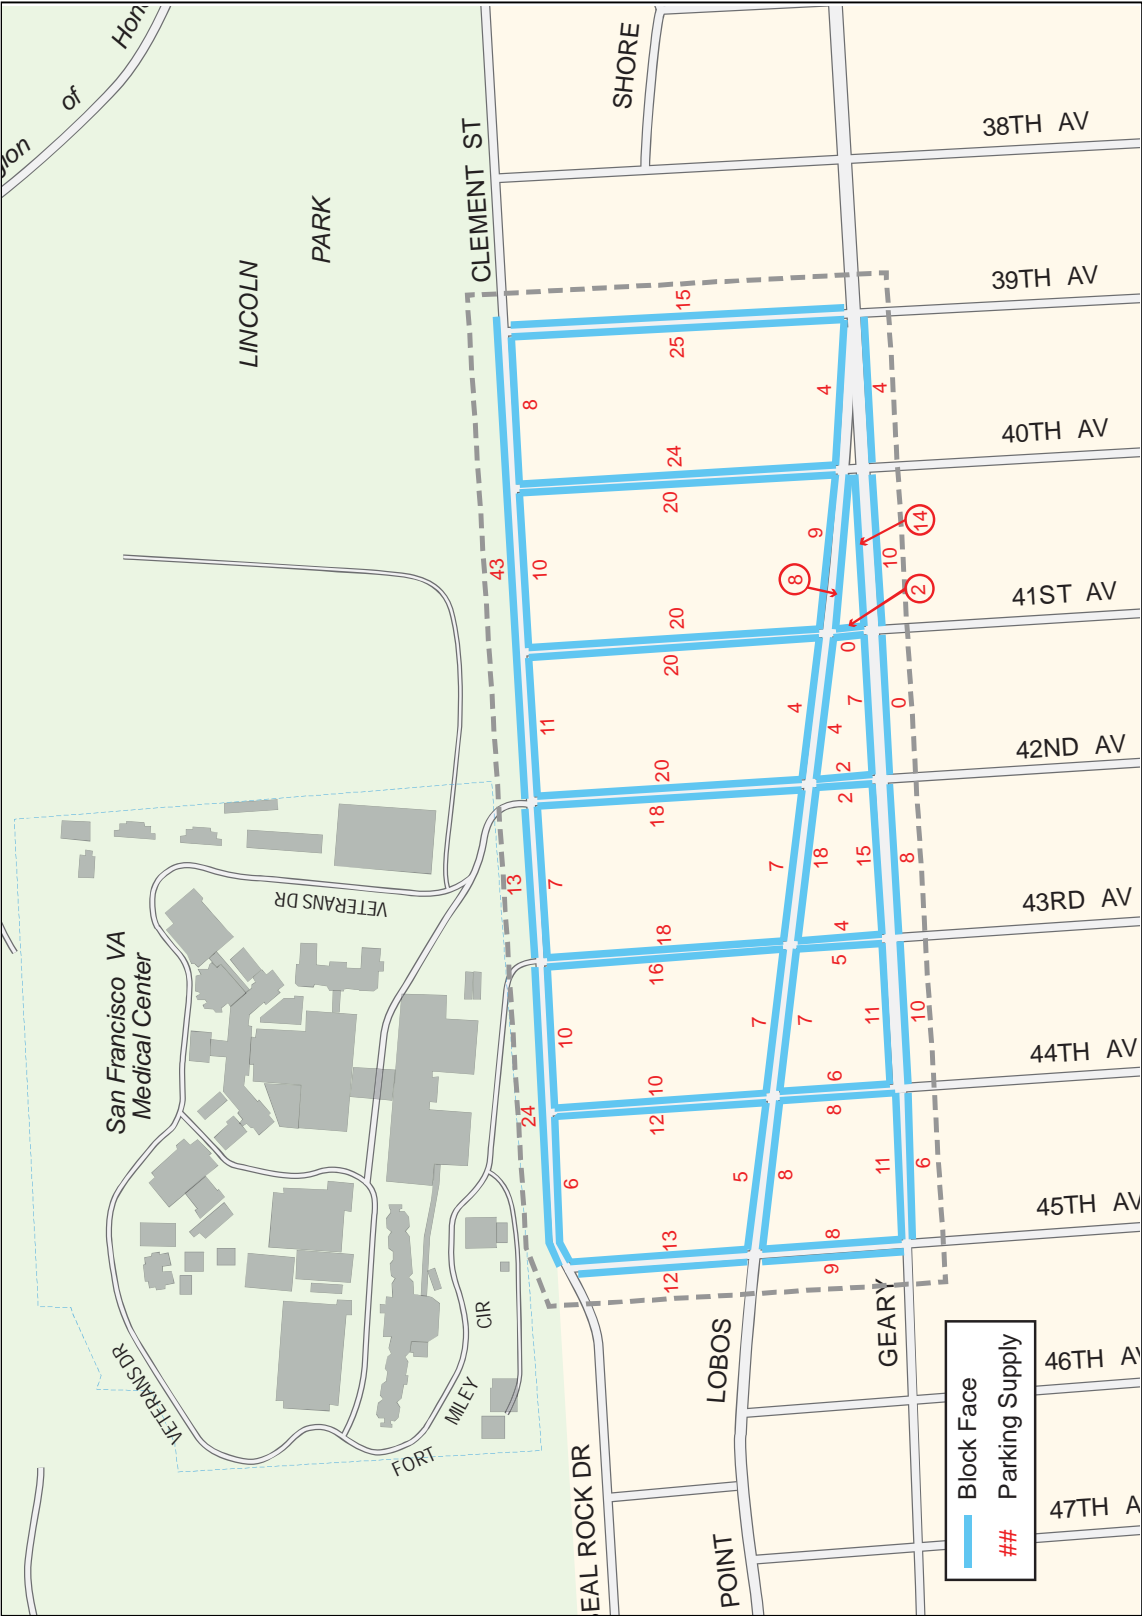 Hon
of
gion
SHORE
38TH AV
CLEMENT ST
PARK
LINCOLN
39TH AV
15
25
8
4
4
40TH AV
24
20
9
14
43
10
8
10
2
41ST AV
20
20
0
11
4
4
7
0
42ND AV
20
18
2
2
13
7
7
18
15
8
VETERANS DR
43RD AV
18
16
4
5
San Francisco VA
Medical Center
10
7
7
11
10
44TH AV
24
10
12
6
8
6
5
8
11
6
45TH AV
13
12
8
9
VETERANS DR
CIR
MILEY
FORT
LOBOS
GEARY
46TH AV
SEAL ROCK DR
POINT
47TH A
Block Face
## Parking Supply